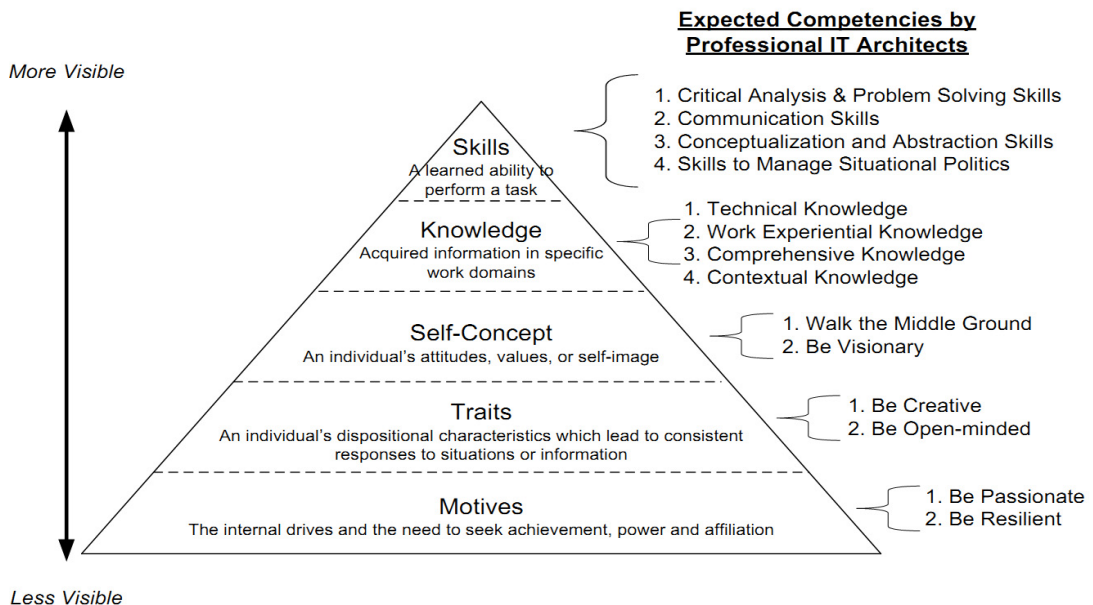 Expected Competencies by
Professional IT Architects
More Visible
1. Critical Analysis & Problem Solving Skills
2. Communication Skills
3. Conceptualization and Abstraction Skills
4. Skills to Manage Situational Politics
Skills
A learned ability to
perform a task
1. Technical Knowledge
2. Work Experiential Knowledge
3. Comprehensive Knowledge
4. Contextual Knowledge
Knowledge
Acquired information in specific
work domains
1. Walk the Middle Ground
2. Be Visionary
Self-Concept
An individual's attitudes, values, or self-image
1. Be Creative
2. Be Open-minded
Traits
An individual's dispositional characteristics which lead to consistent
responses to situations or information
1. Be Passionate
2. Be Resilient
Motives
The internal drives and the need to seek achievement, power and affiliation
Less Visible